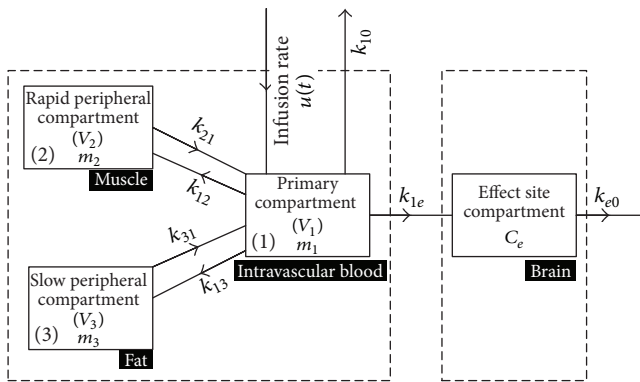 Infusion rate
u(t)
k10
Rapid peripheral
compartment
(V2)
(2) m2
Muscle
k21
k12
Primary
compartment
(V1)
(1) m1
Intravascular blood
k31
k13
Slow peripheral
compartment
(V3)
(3) m3
Fat
k1e
Effect site
compartment
Ce
Brain
ke0